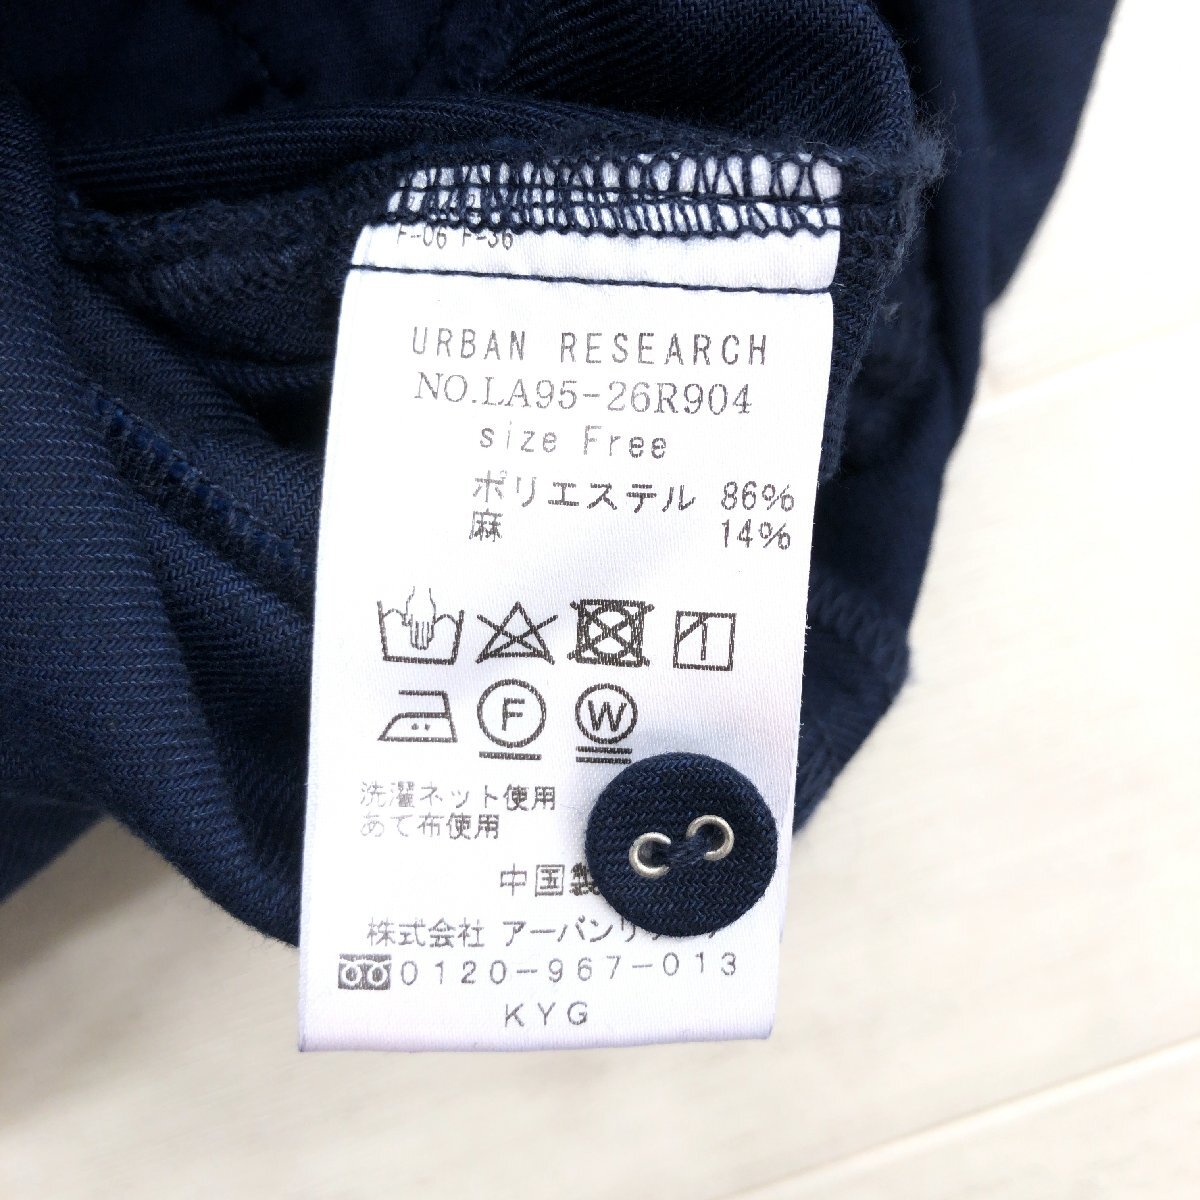 F-06 F-36
URBAN RESEARCH
NO.LA95-26R904
size Free
ポリエステル 86%
麻 14%
F W
洗濯ネット使用
あて布使用
中国製
株式会社 アーバンリ
0120-967-013
KYG